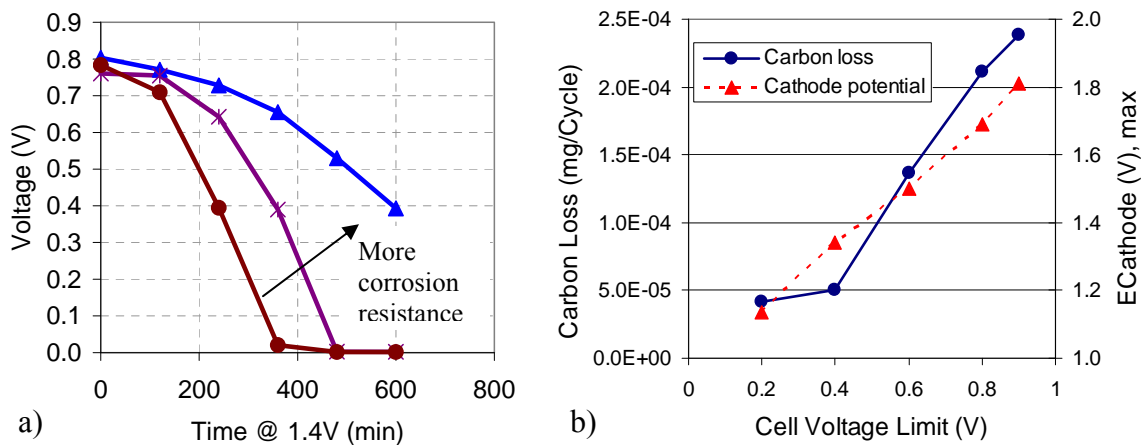 0.9
0.8
0.7
0.6
0.5
0.4
0.3
0.2
0.1
0.0
Voltage (V)
0
200
400
600
800
Time @ 1.4V (min)
More
corrosion
resistance
a)
2.5E-04
2.0E-04
1.5E-04
1.0E-04
5.0E-05
0.0E+00
Carbon Loss (mg/Cycle)
Carbon loss
Cathode potential
2.0
1.8
1.6
1.4
1.2
1.0
ECathode (V), max
0
0.2
0.4
0.6
0.8
1
Cell Voltage Limit (V)
b)